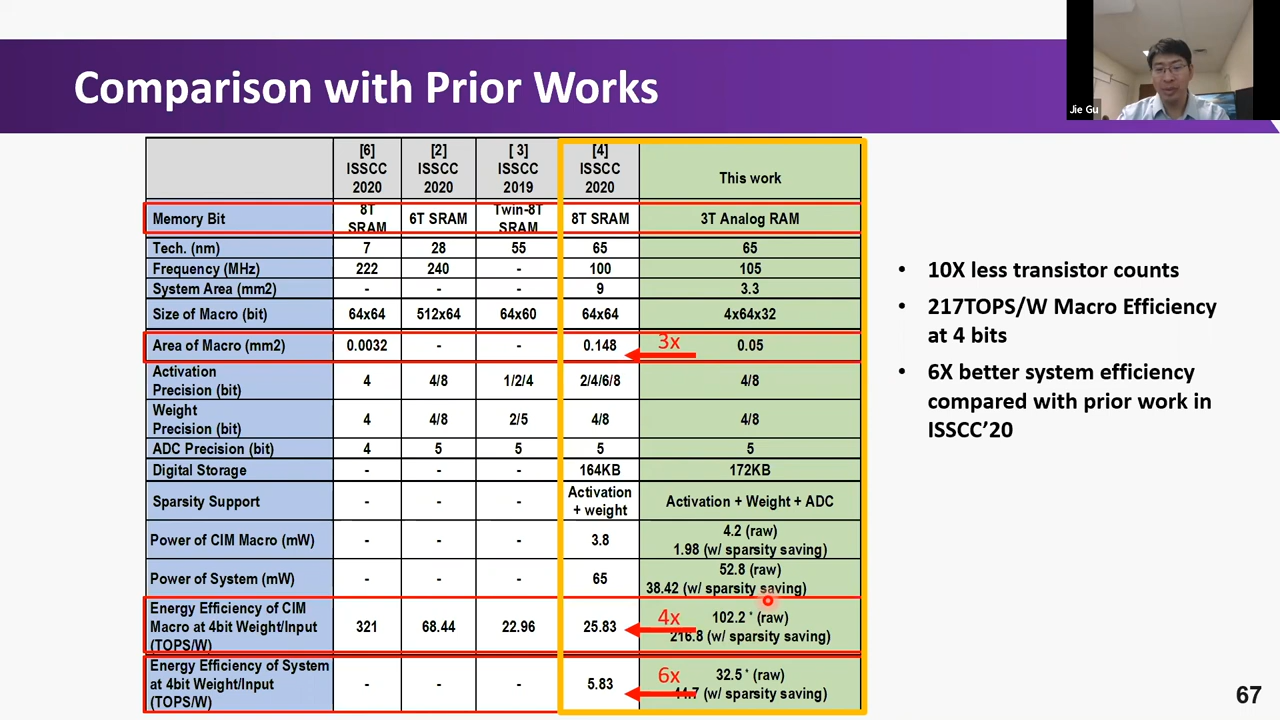 Comparison with Prior Works
Jie Gu
[6] ISSCC 2020 [2] ISSCC 2020 [ 3] ISSCC 2019 [4] ISSCC 2020 This work
Memory Bit 8T SRAM 6T SRAM Twin-8T SRAM 8T SRAM 3T Analog RAM
Tech. (nm) 7 28 55 65 65
Frequency (MHz) 222 240 - 100 105
System Area (mm2) - - - 9 3.3
Size of Macro (bit) 64x64 512x64 64x60 64x64 4x64x32
Area of Macro (mm2) 0.0032 - - 0.148 3x 0.05
Activation Precision (bit) 4 4/8 1/2/4 2/4/6/8 4/8
Weight Precision (bit) 4 4/8 2/5 4/8 4/8
ADC Precision (bit) 4 5 5 5 5
Digital Storage - - - 164KB 172KB
Sparsity Support - - - Activation + weight Activation + Weight + ADC
Power of CIM Macro (mW) - - - 3.8 4.2 (raw) 1.98 (w/ sparsity saving)
Power of System (mW) - - - 65 52.8 (raw) 38.42 (w/ sparsity saving)
Energy Efficiency of CIM Macro at 4bit Weight/Input (TOPS/W) 321 68.44 22.96 25.83 4x 102.2 * (raw) 216.8 (w/ sparsity saving)
Energy Efficiency of System at 4bit Weight/Input (TOPS/W) - - - 5.83 6x 32.5 * (raw) 44.7 (w/ sparsity saving)
• 10X less transistor counts
• 217TOPS/W Macro Efficiency
at 4 bits
• 6X better system efficiency
compared with prior work in
ISSCC’20
67